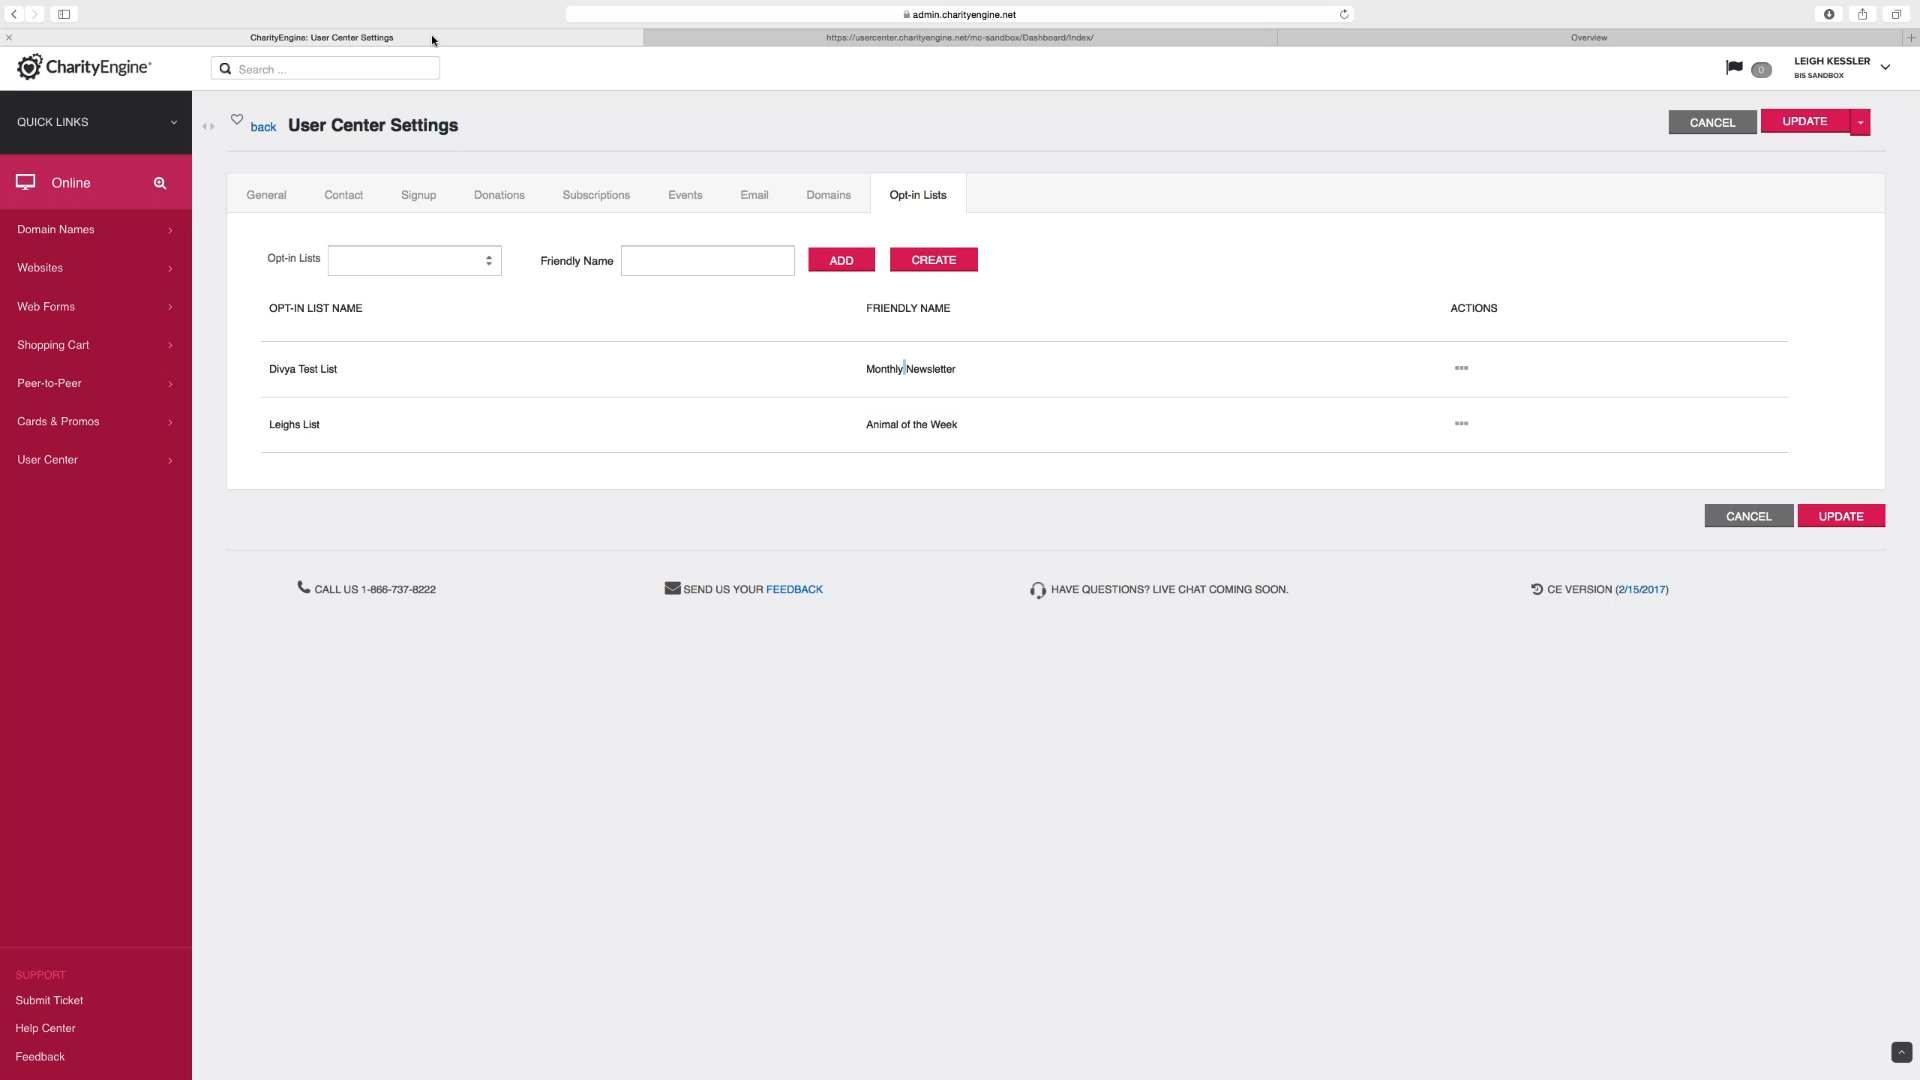 admin.charityengine.net
CharityEngine: User Center Settings
https://usercenter.charityengine.net/mc-sandbox/Dashboard/Index/
Overview
CharityEngine
Search ...
0
LEIGH KESSLER
BIS SANDBOX
QUICK LINKS
back
User Center Settings
CANCEL
UPDATE
Online
General
Contact
Signup
Donations
Subscriptions
Events
Email
Domains
Opt-in Lists
Domain Names
Websites
Web Forms
Shopping Cart
Peer-to-Peer
Cards & Promos
User Center
Opt-in Lists
Friendly Name
ADD
CREATE
OPT-IN LIST NAME
FRIENDLY NAME
ACTIONS
Divya Test List
Monthly Newsletter
Leighs List
Animal of the Week
CANCEL
UPDATE
CALL US 1-866-737-8222
SEND US YOUR FEEDBACK
HAVE QUESTIONS? LIVE CHAT COMING SOON.
CE VERSION (2/15/2017)
SUPPORT
Submit Ticket
Help Center
Feedback